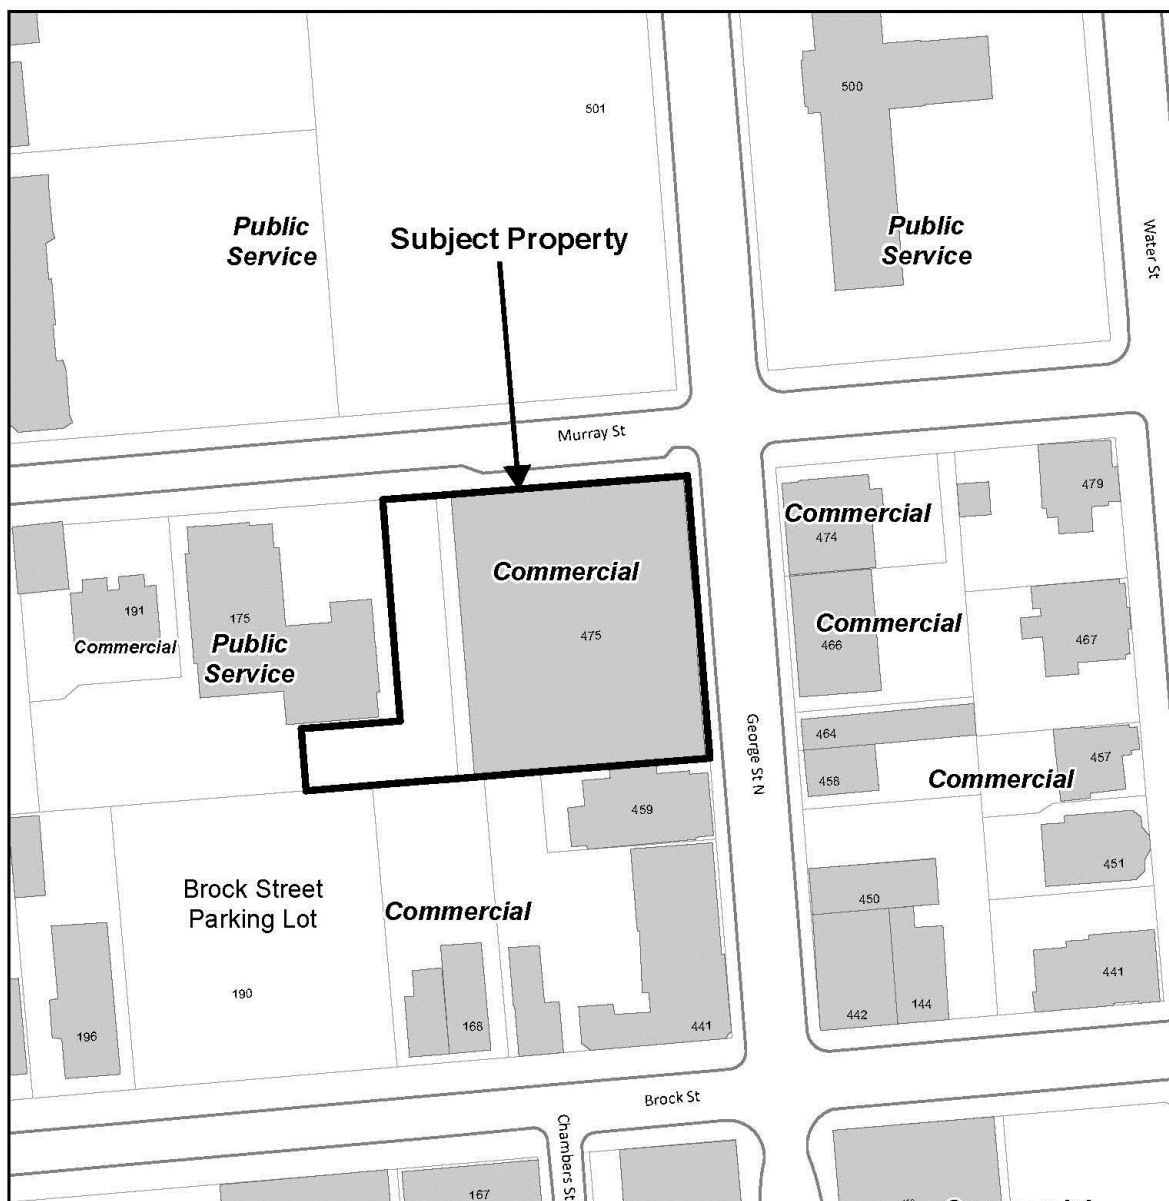 500
501
Public
Service
Subject Property
Public
Service
Water St
Murray St
479
Commercial
474
Commercial
475
191
Commercial
175
Public
Service
Commercial
466
467
George St N
464
458
457
Commercial
459
451
Brock Street
Parking Lot
Commercial
450
190
441
196
168
441
442
144
Brock St
Chambers St
167